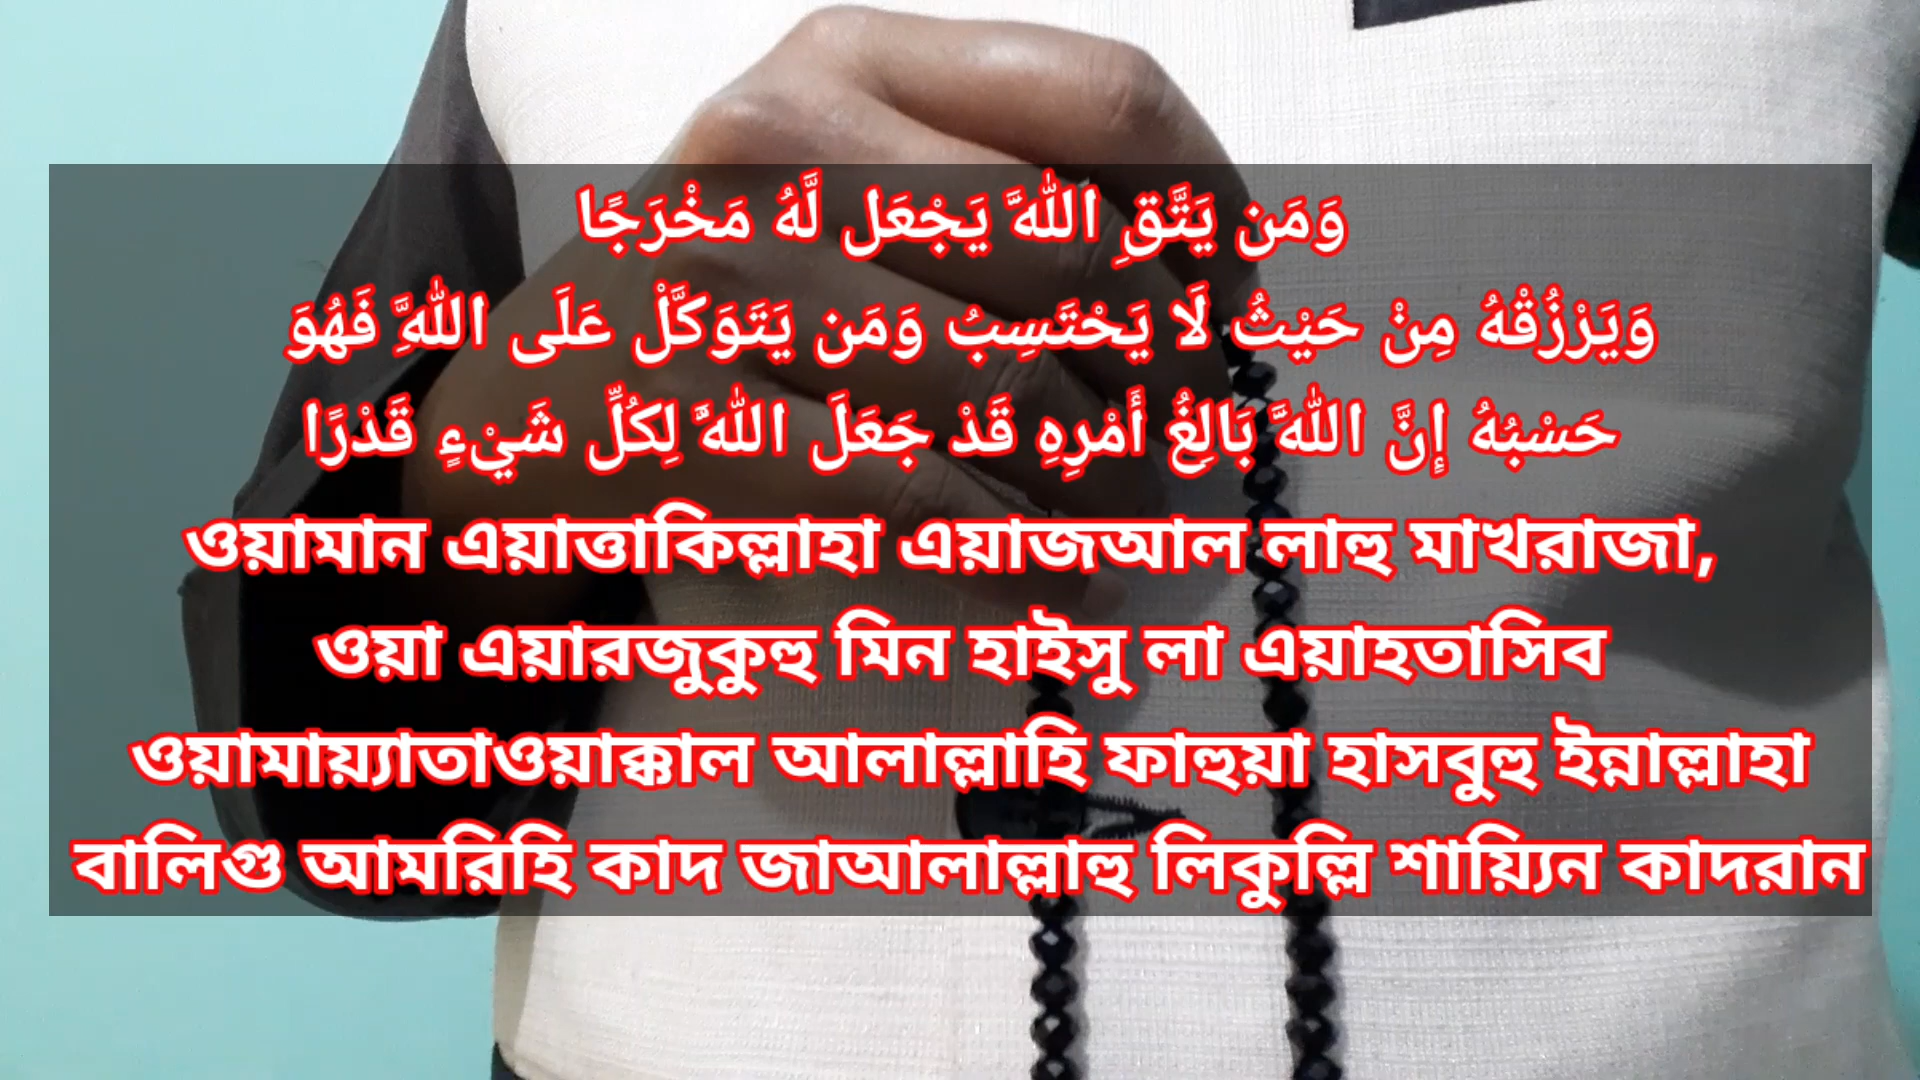 وَمَن يَتَّقِ اللَّهَ يَجْعَل لَّهُ مَخْرَجًا
وَيَرْزُقْهُ مِنْ حَيْثُ لَا يَحْتَسِبُ وَمَن يَتَوَكَّلْ عَلَى اللَّهِ فَهُوَ
حَسْبُهُ إِنَّ اللَّهَ بَالِغُ أَمْرِهِ قَدْ جَعَلَ اللَّهُ لِكُلِّ شَيْءٍ قَدْرًا
ওয়ামান এয়াত্তাকিল্লাহা এয়াজআল লাহু মাখরাজা,
ওয়া এয়ারজুকুহু মিন হাইসু লা এয়াহতাসিব
ওয়ামায়্যাতাওয়াক্কাল আলাল্লাহি ফাহুয়া হাসবুহু ইন্নাল্লাহা
বালিগু আমরিহি কাদ জাআলাল্লাহু লিকুল্লি শায়্যিন কাদরান